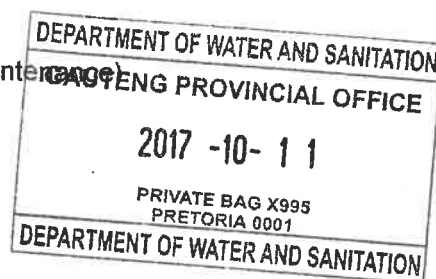 DEPARTMENT OF WATER AND SANITATION
GAUTENG PROVINCIAL OFFICE
2017 -10- 11
PRIVATE BAG X995
PRETORIA 0001
DEPARTMENT OF WATER AND SANITATION